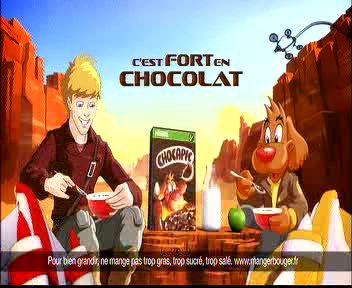 C'EST FORT EN
CHOCOLAT
CHOCAPIC
Pour bien grandir, ne mange pas trop gras, trop sucré, trop salé. www.mangerbouger.fr